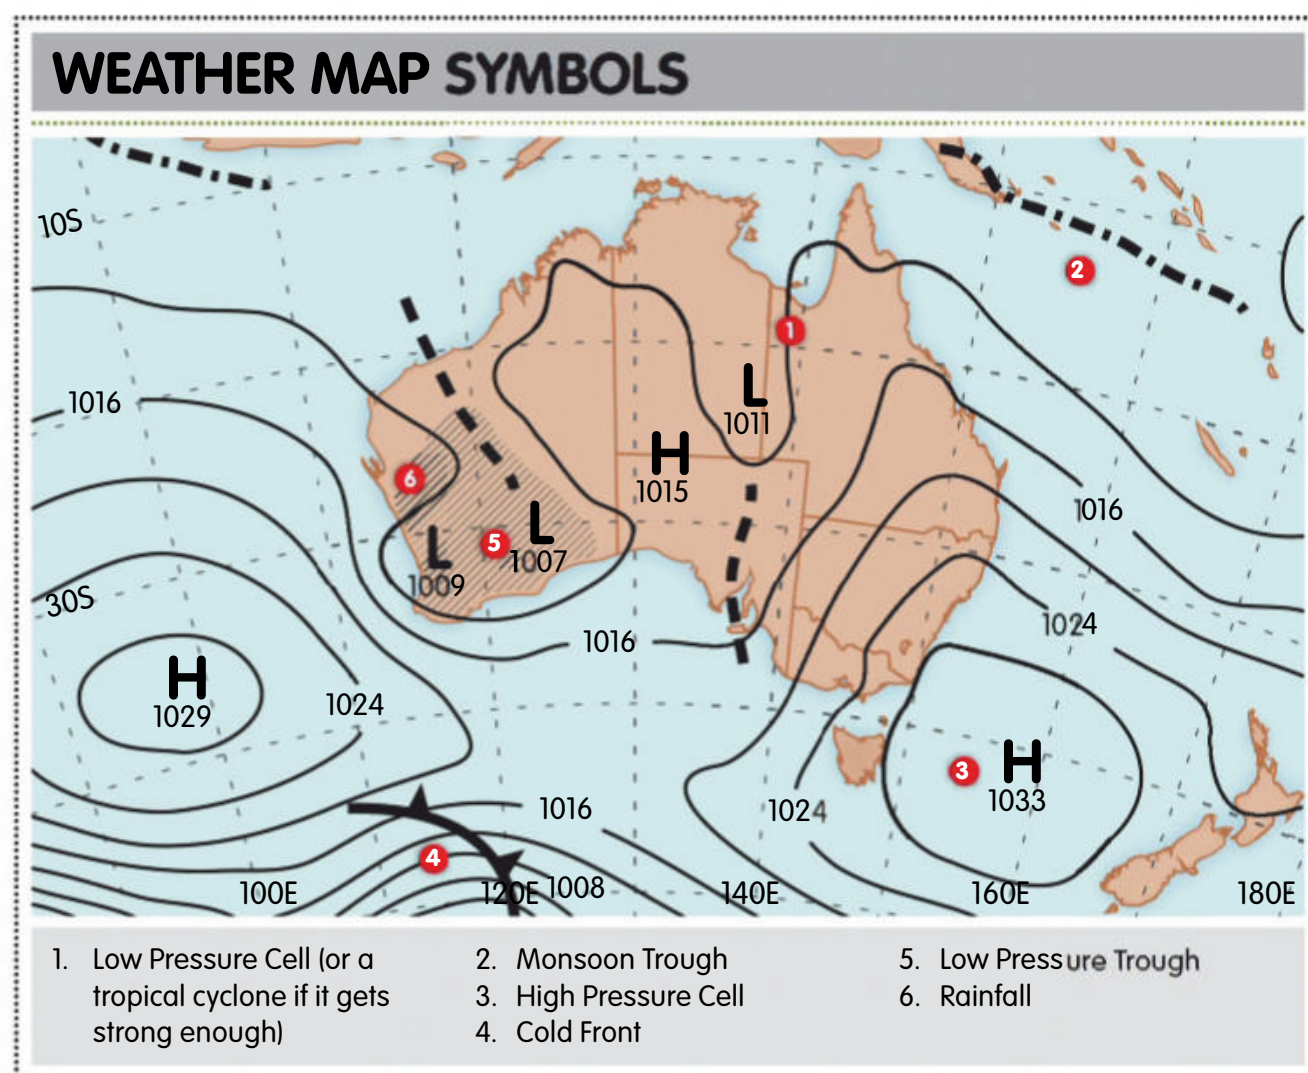 WEATHER MAP SYMBOLS
10S
2
1
L
1011
1016
H
1015
6
1016
L
1009
5
L
1007
30S
1016
1024
H
1029
1024
3
H
1033
1016
1024
4
1008
100E
120E
140E
160E
180E
1. Low Pressure Cell (or a
tropical cyclone if it gets
strong enough)
2. Monsoon Trough
3. High Pressure Cell
4. Cold Front
5. Low Pressure Trough
6. Rainfall